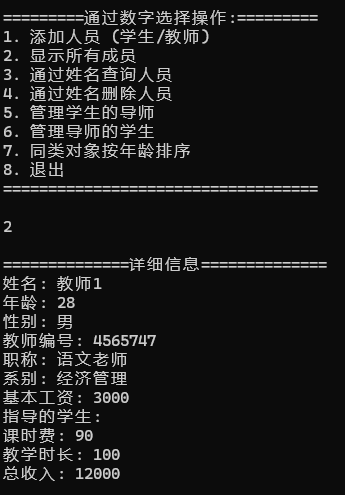 =========通过数字选择操作:=========
1. 添加人员 (学生/教师)
2. 显示所有成员
3. 通过姓名查询人员
4. 通过姓名删除人员
5. 管理学生的导师
6. 管理导师的学生
7. 同类对象按年龄排序
8. 退出
===================================
2
==============详细信息==============
姓名: 教师1
年龄: 28
性别: 男
教师编号: 4565747
职称: 语文老师
系别: 经济管理
基本工资: 3000
指导的学生:
课时费: 90
教学时长: 100
总收入: 12000